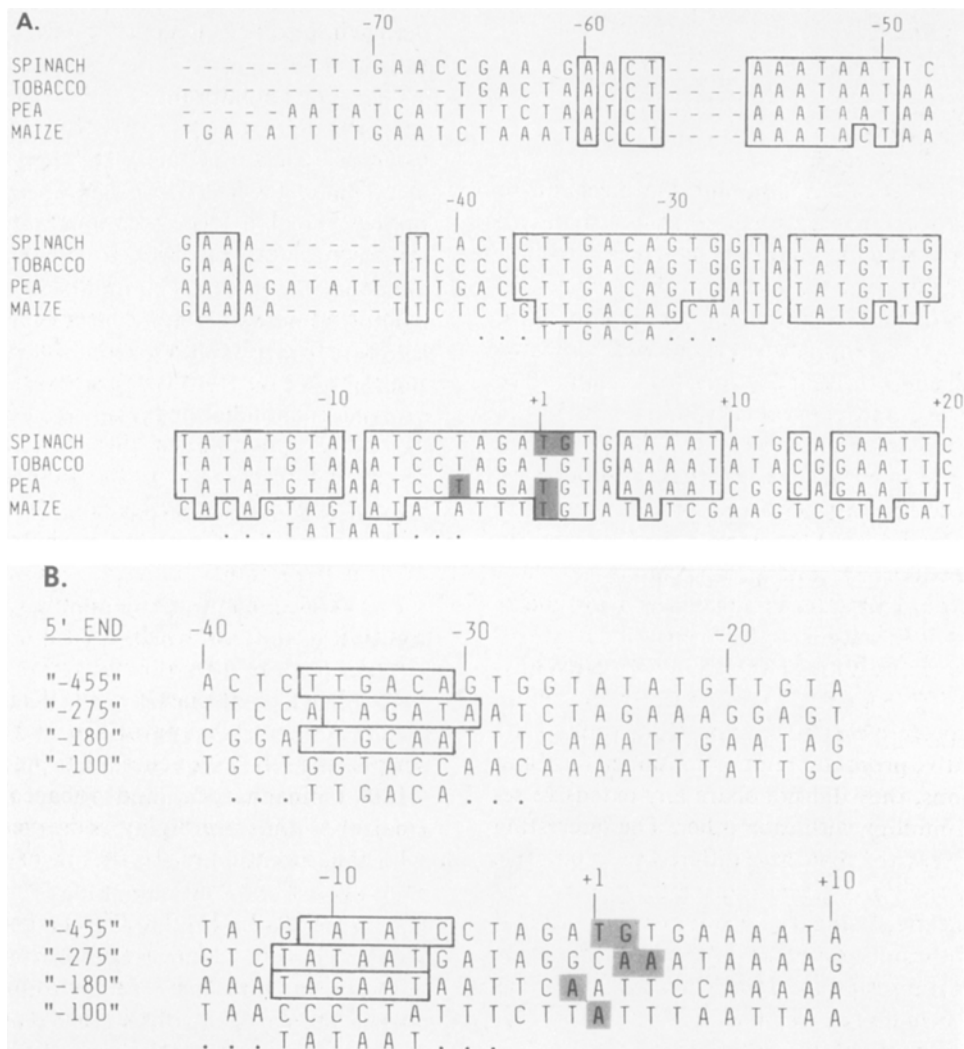 A.
-70 -60 -50
SPINACH - - - - - - T T T G A A C C G A A A G A A C T - - - - A A A T A A T T C
TOBACCO - - - - - - - - - - - - - T G A C T A A C C T - - - - A A A T A A T A A
PEA - - - - - A A T A T C A T T T T C T A A T C T - - - - A A A T A A T A A
MAIZE T G A T A T T T T G A A T C T A A A T A C C T - - - - A A A T A C T A A
-40 -30
SPINACH G A A A - - - - - - T T T A C T C T T G A C A G T G G T A T A T G T T G
TOBACCO G A A C - - - - - - T T C C C C C T T G A C A G T G G T A T A T G T T G
PEA A A A A G A T A T T C T T G A C C T T G A C A G T G A T C T A T G T T G
MAIZE G A A A A T T C T C T G T T G A C A G C A A T C T A T G C T T
. . . T T G A C A . . .
-10 +1 +10 +20
SPINACH T A T A T G T A T A T C C T A G A T G T G A A A A T A A G C A G A A T T C
TOBACCO T A T A T G T A A A T C C T A G A T G T G A A A A T A T A C G G A A T T C
PEA T A T A T G T A A A T C C T A G A T G T A A A A A T C G G C A G A A T T T
MAIZE C A C A G T A G T A T A T A T T T T G T A T A T C G A A G T C C T A G A T
. . . T A T A A T . . .
B.
5' END -40 -30 -20
"-455" A C T C T T G A C A G T G G T A T A T G T T G T A
"-275" T T C C A T A G A T A A T C T A G A A A G G A G T
"-180" C G G A T T G C A A T T T C A A A T T G A A T A G
"-100" T G C T G G T T C C A A A A A A A T T T A T T G C
. . . T T G A C A . . .
-10 +1 +10
"-455" T A T G T A T A T C C T A G A T G T G A A A A T A
"-275" G T C T A T A A T G A T A G G C A A A T A A A A G
"-180" A A A T C G A A T A A T T C A A T T C C A A A A A
"-100" T A A C C C G T A T T T C T T A T T T A A T T A A
. . . T A T A A T . . .